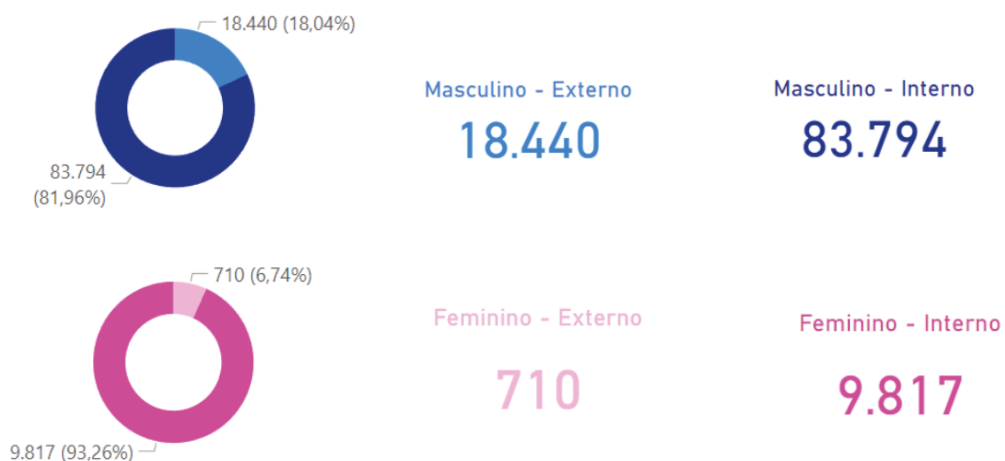 18.440 (18,04%)
83.794
(81,96%)
Masculino - Externo
18.440
Masculino - Interno
83.794
710 (6,74%)
9.817 (93,26%)
Feminino - Externo
710
Feminino - Interno
9.817